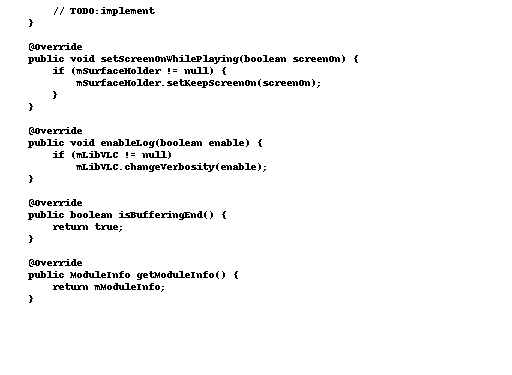 // TODO:implement
}
@Override
public void setScreenOnWhilePlaying(boolean screenOn) {
if (mSurfaceHolder != null) {
mSurfaceHolder.setKeepScreenOn(screenOn);
}
}
@Override
public void enableLog(boolean enable) {
if (mLibVLC != null)
mLibVLC.changeVerbosity(enable);
}
@Override
public boolean isBufferingEnd() {
return true;
}
@Override
public ModuleInfo getModuleInfo() {
return mModuleInfo;
}